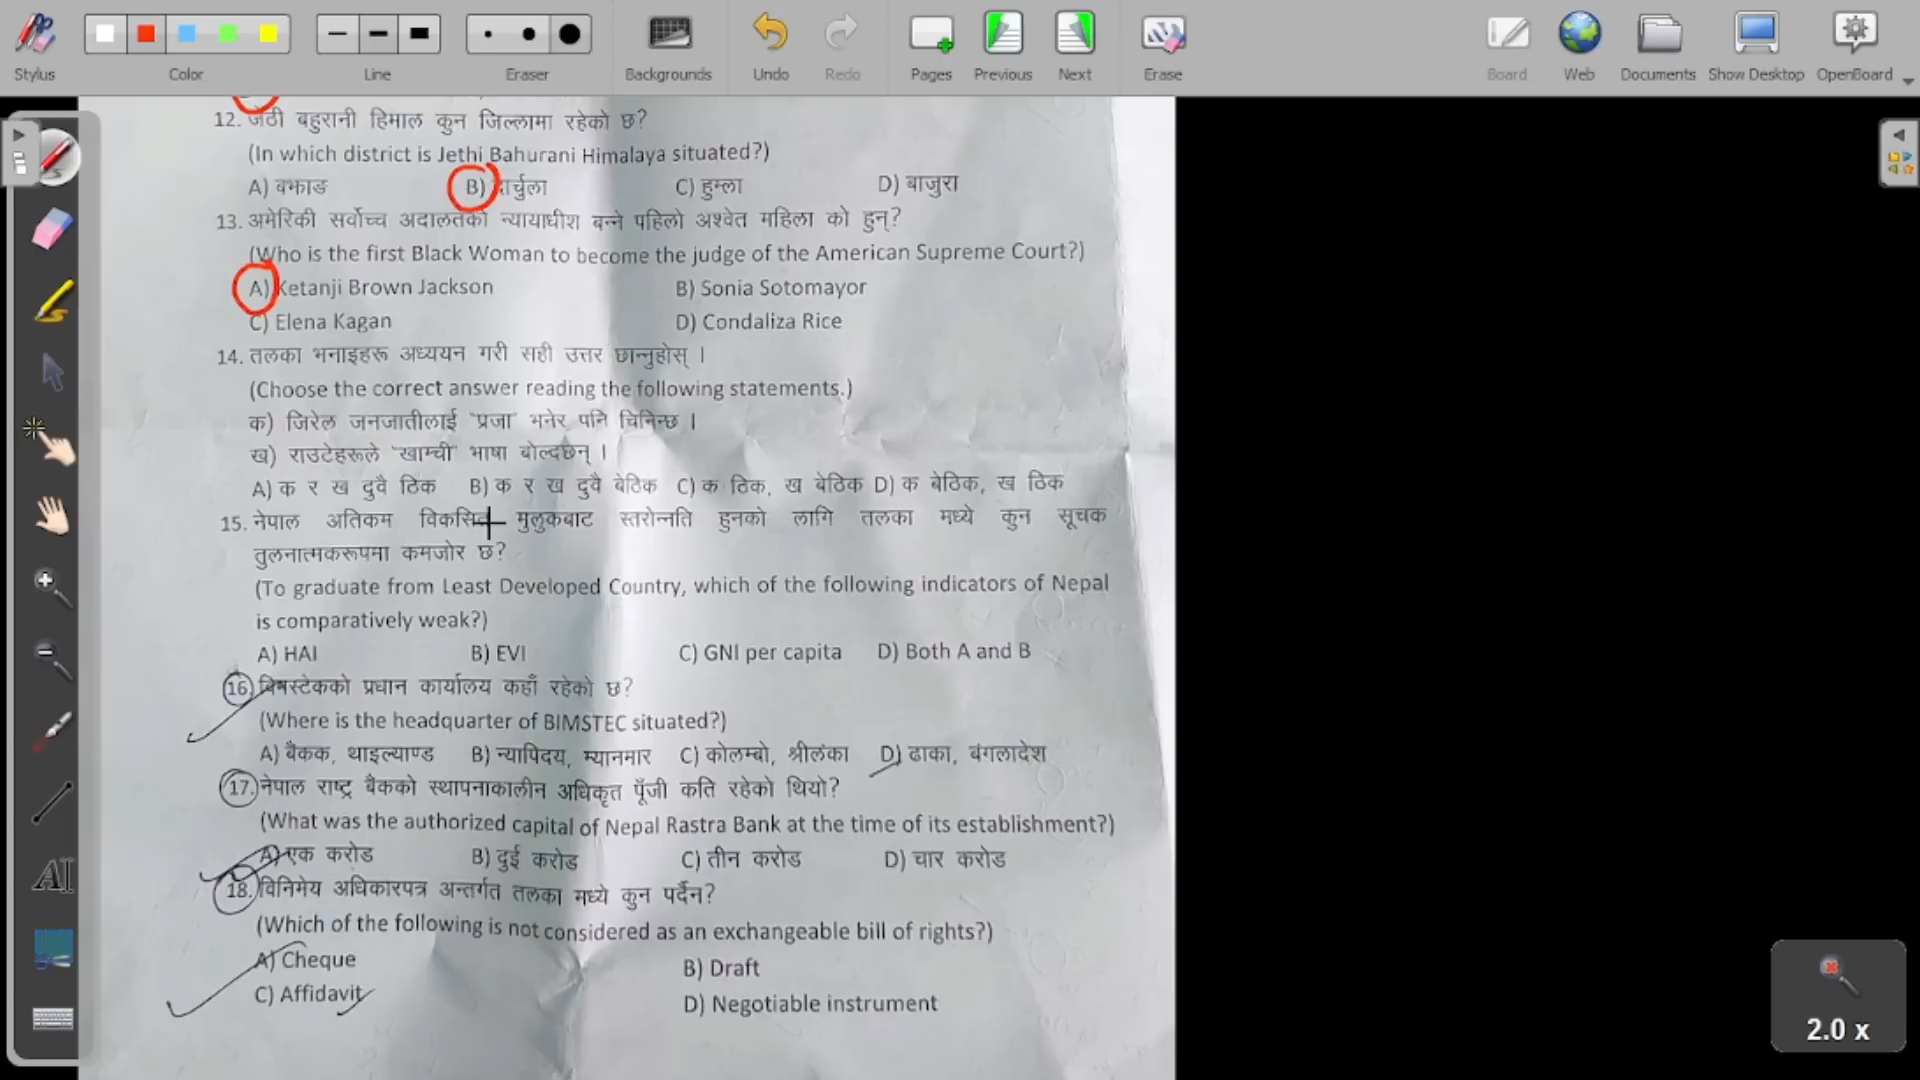 Stylus
Color
Line
Eraser
Backgrounds
Undo
Redo
Pages
Previous
Next
Erase
Board
Web
Documents
Show Desktop
OpenBoard
12. जेठी बहुरानी हिमाल कुन जिल्लामा रहेको छ?
(In which district is Jethi Bahurani Himalaya situated?)
A) बझाङ B) दार्चुला C) हुम्ला D) बाजुरा
13. अमेरिकी सर्वोच्च अदालतको न्यायाधीश बन्ने पहिलो अश्वेत महिला को हुन्?
(Who is the first Black Woman to become the judge of the American Supreme Court?)
A) Ketanji Brown Jackson B) Sonia Sotomayor
C) Elena Kagan D) Condaliza Rice
14. तलका भनाइहरू अध्ययन गरी सही उत्तर छान्नुहोस् ।
(Choose the correct answer reading the following statements.)
क) जिरेल जनजातीलाई "प्रजा" भनेर पनि चिनिन्छ ।
ख) राउटेहरूले "खाम्ची" भाषा बोल्दछन् ।
A) क र ख दुवै ठिक B) क र ख दुवै बेठिक C) क ठिक, ख बेठिक D) क बेठिक, ख ठिक
15. नेपाल अतिकम विकसित मुलुकबाट स्तरोन्नति हुनको लागि तलका मध्ये कुन सूचक
तुलनात्मकरूपमा कमजोर छ?
(To graduate from Least Developed Country, which of the following indicators of Nepal
is comparatively weak?)
A) HAI B) EVI C) GNI per capita D) Both A and B
16. बिमस्टेकको प्रधान कार्यालय कहाँ रहेको छ?
(Where is the headquarter of BIMSTEC situated?)
A) बैंकक, थाइल्याण्ड B) न्यापिदय, म्यानमार C) कोलम्बो, श्रीलंका D) ढाका, बंगलादेश
17. नेपाल राष्ट्र बैंकको स्थापनाकालीन अधिकृत पूँजी कति रहेको थियो?
(What was the authorized capital of Nepal Rastra Bank at the time of its establishment?)
A) एक करोड B) दुई करोड C) तीन करोड D) चार करोड
18. विनिमेय अधिकारपत्र अन्तर्गत तलका मध्ये कुन पर्दैन?
(Which of the following is not considered as an exchangeable bill of rights?)
A) Cheque B) Draft
C) Affidavit D) Negotiable instrument
AI
2.0 x